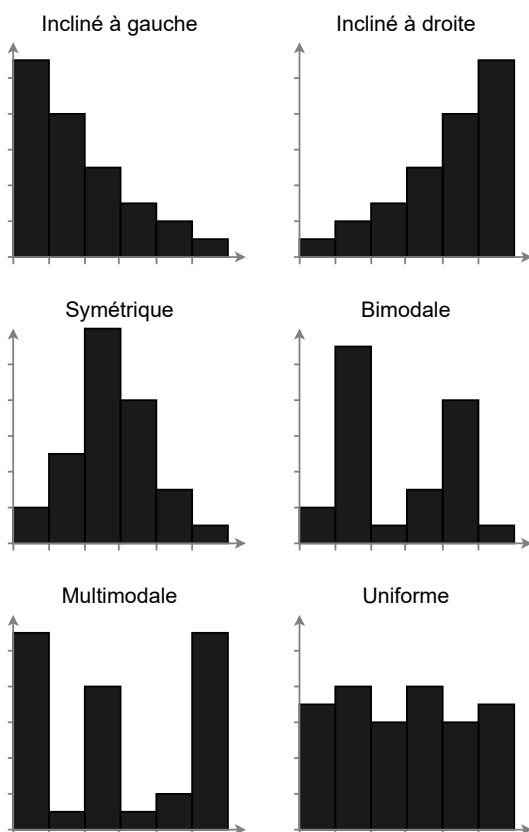 Incliné à gauche
Incliné à droite
Symétrique
Bimodale
Multimodale
Uniforme